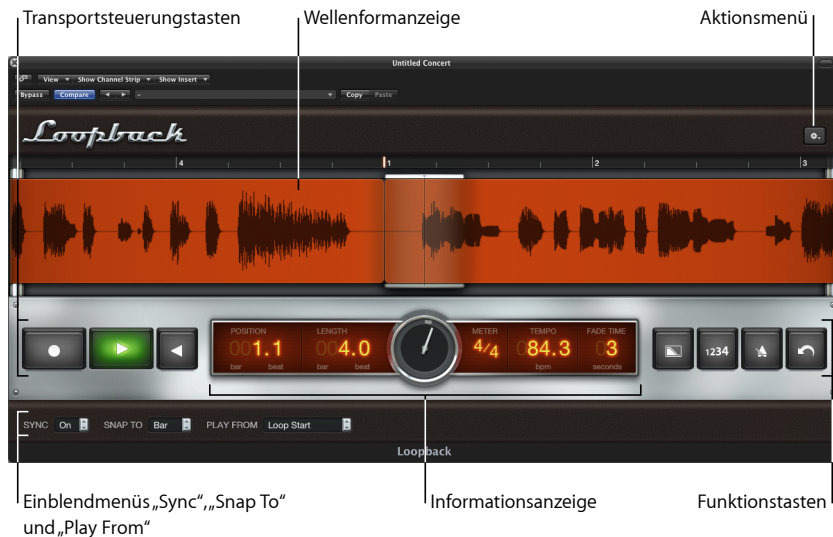 Transportsteuerungstasten Wellenformanzeige Aktionsmenü
Untitled Concert
View Show Channel Strip Show Insert
Bypass Compare - Copy Paste
Loopback
4 1 2 3
POSITION LENGTH METER TEMPO FADE TIME
001.1 004.0 4/4 084.3 03
bar beat bar beat bpm seconds
1234
SYNC On SNAP TO Bar PLAY FROM Loop Start
Loopback
Einblendmenüs „Sync“, „Snap To“ Informationsanzeige Funktionstasten
und „Play From“